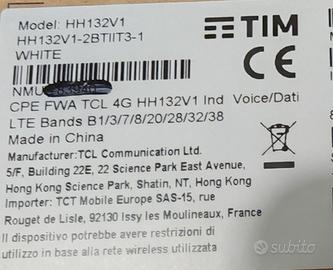 Model: HH132V1
HH132V1-2BTIIT3-1
WHITE
TIM
CE
NMU
CPE FWA TCL 4G HH132V1 Ind Voice/Dati
LTE Bands B1/3/7/8/20/28/32/38
Made in China
Manufacturer:TCL Communication Ltd.
5/F, Building 22E, 22 Science Park East Avenue,
Hong Kong Science Park, Shatin, NT, Hong Kong
Importer: TCT Mobile Europe SAS-15, rue
Rouget de Lisle, 92130 Issy les Moulineaux, France
Il dispositivo potrebbe avere restrizioni di
utilizzo in base alla rete wireless utilizzata
subito